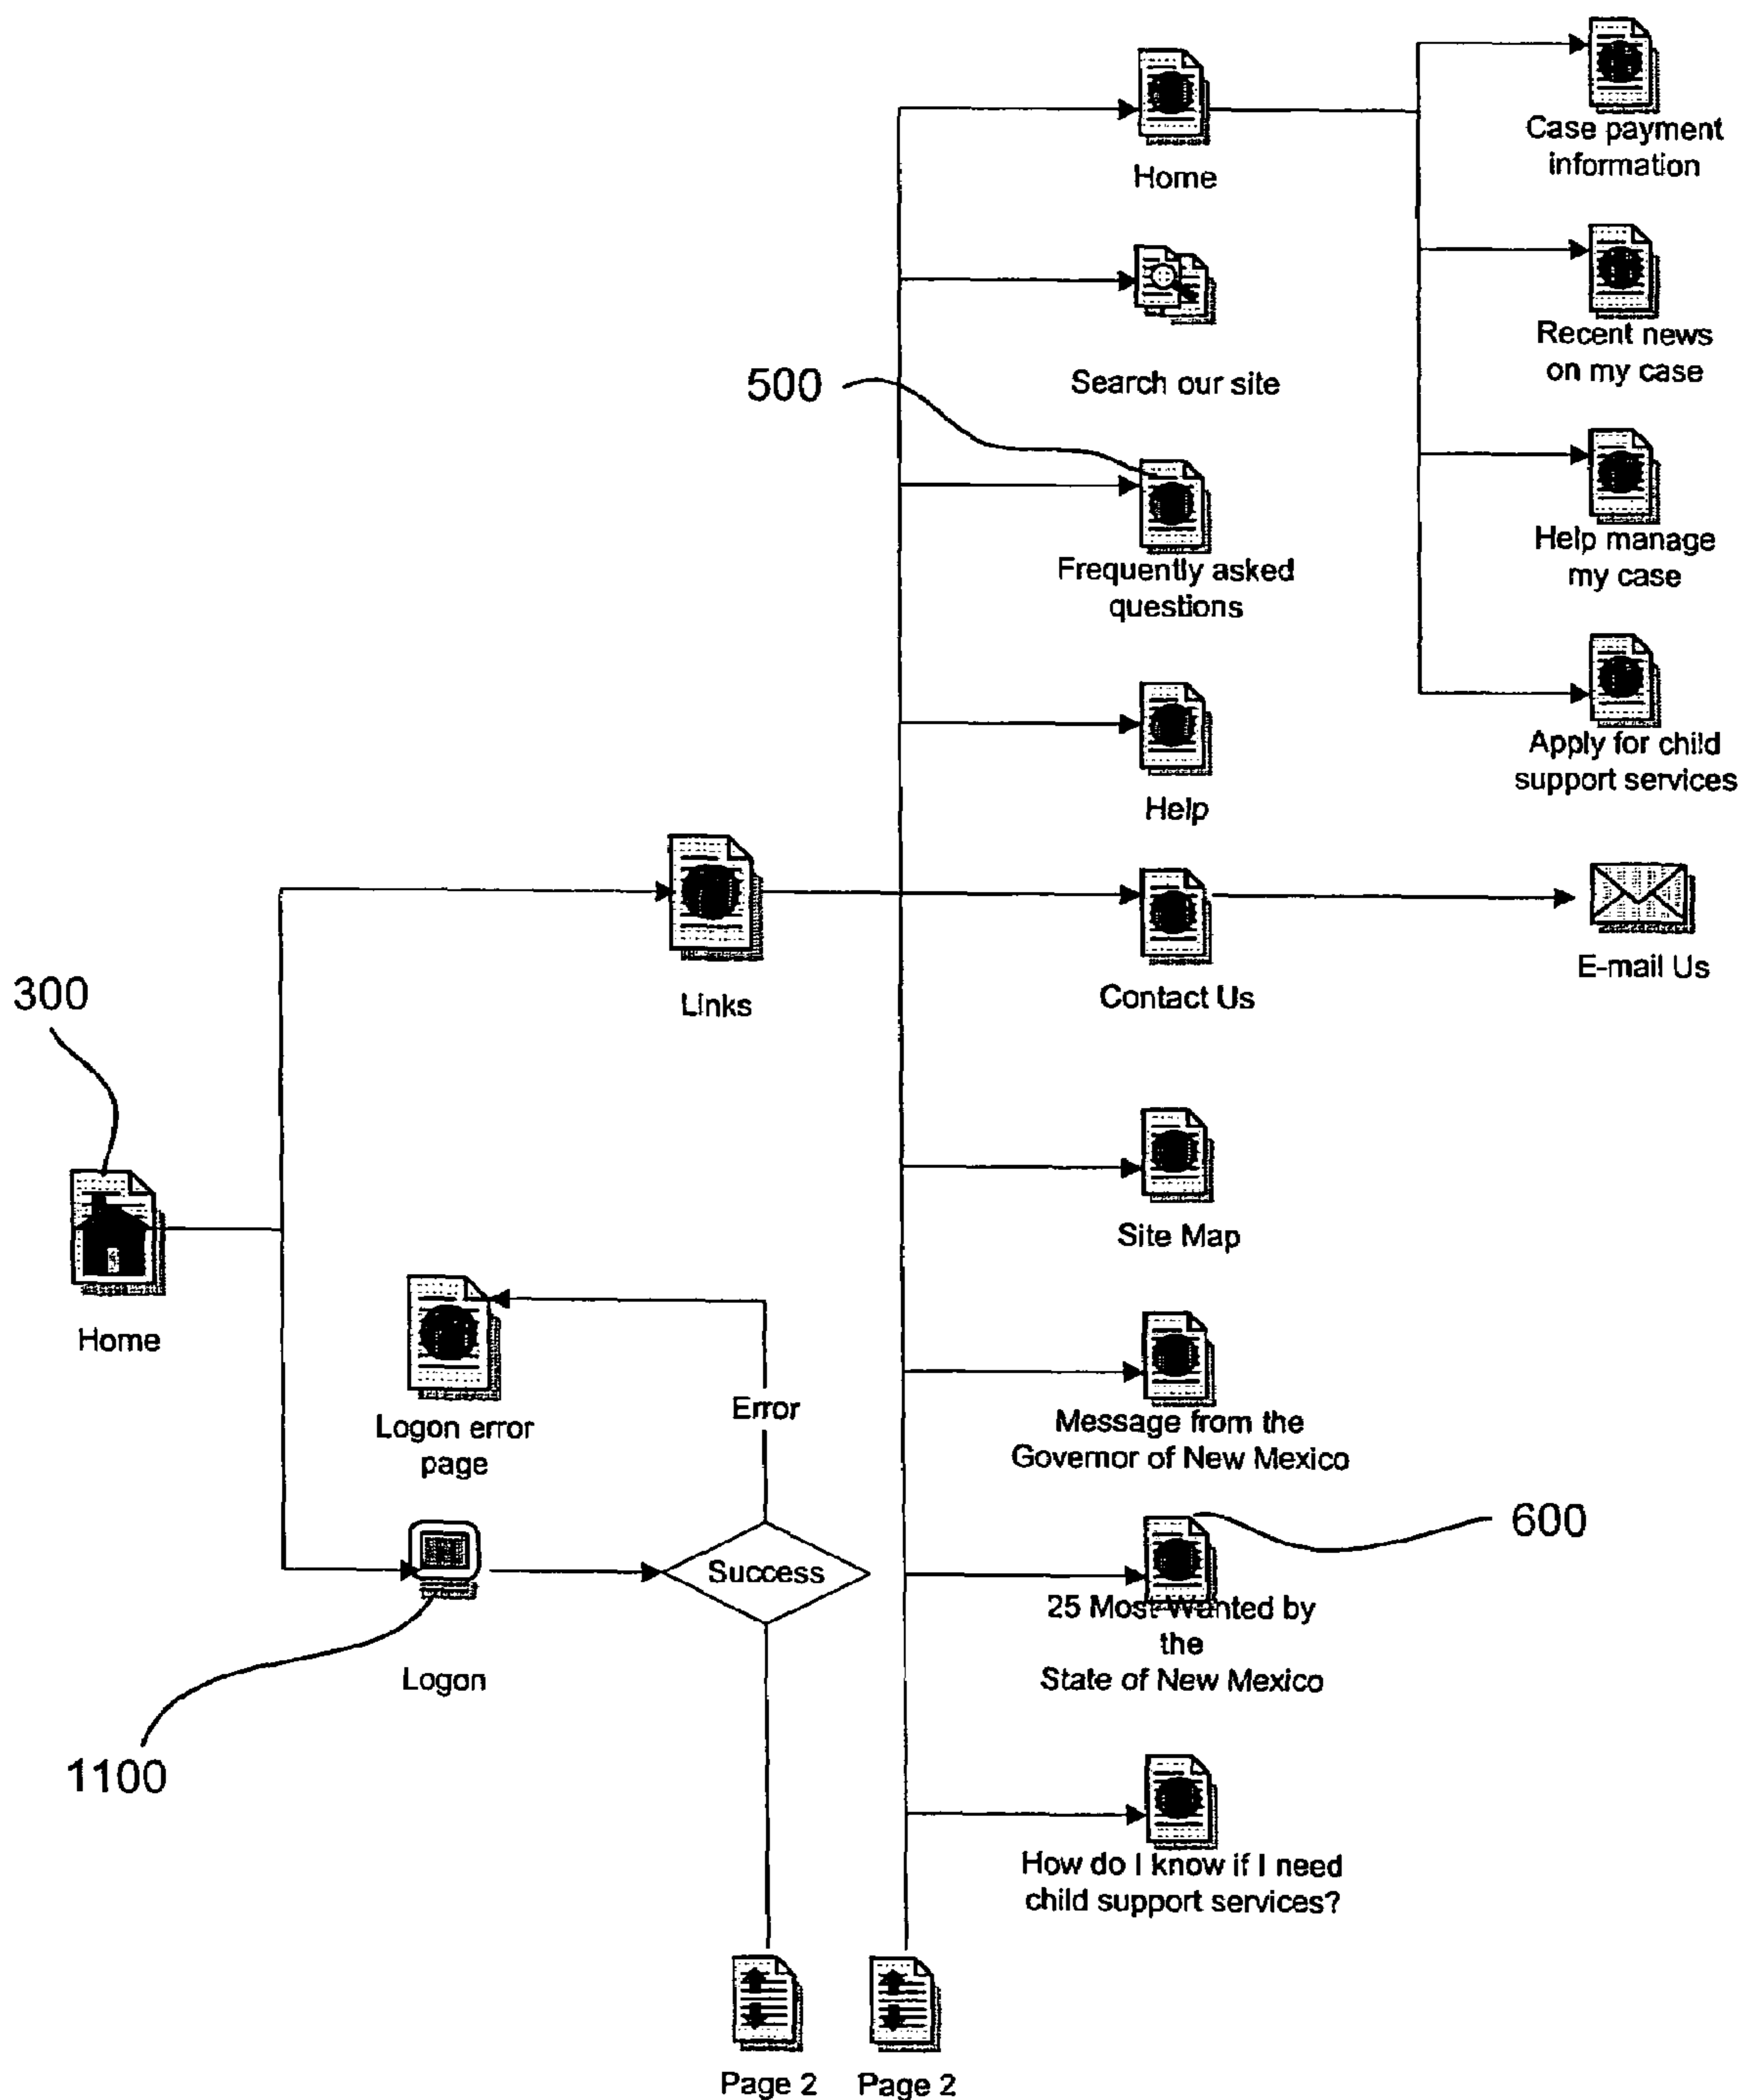 Case payment
information
Home
Recent news
on my case
Search our site
500
Help manage
my case
Frequently asked
questions
Apply for child
support services
Help
E-mail Us
Contact Us
Links
300
Site Map
Home
Logon error
page
Error
Message from the
Governor of New Mexico
600
Success
25 Most Wanted by
the
State of New Mexico
Logon
1100
How do I know if I need
child support services?
Page 2
Page 2